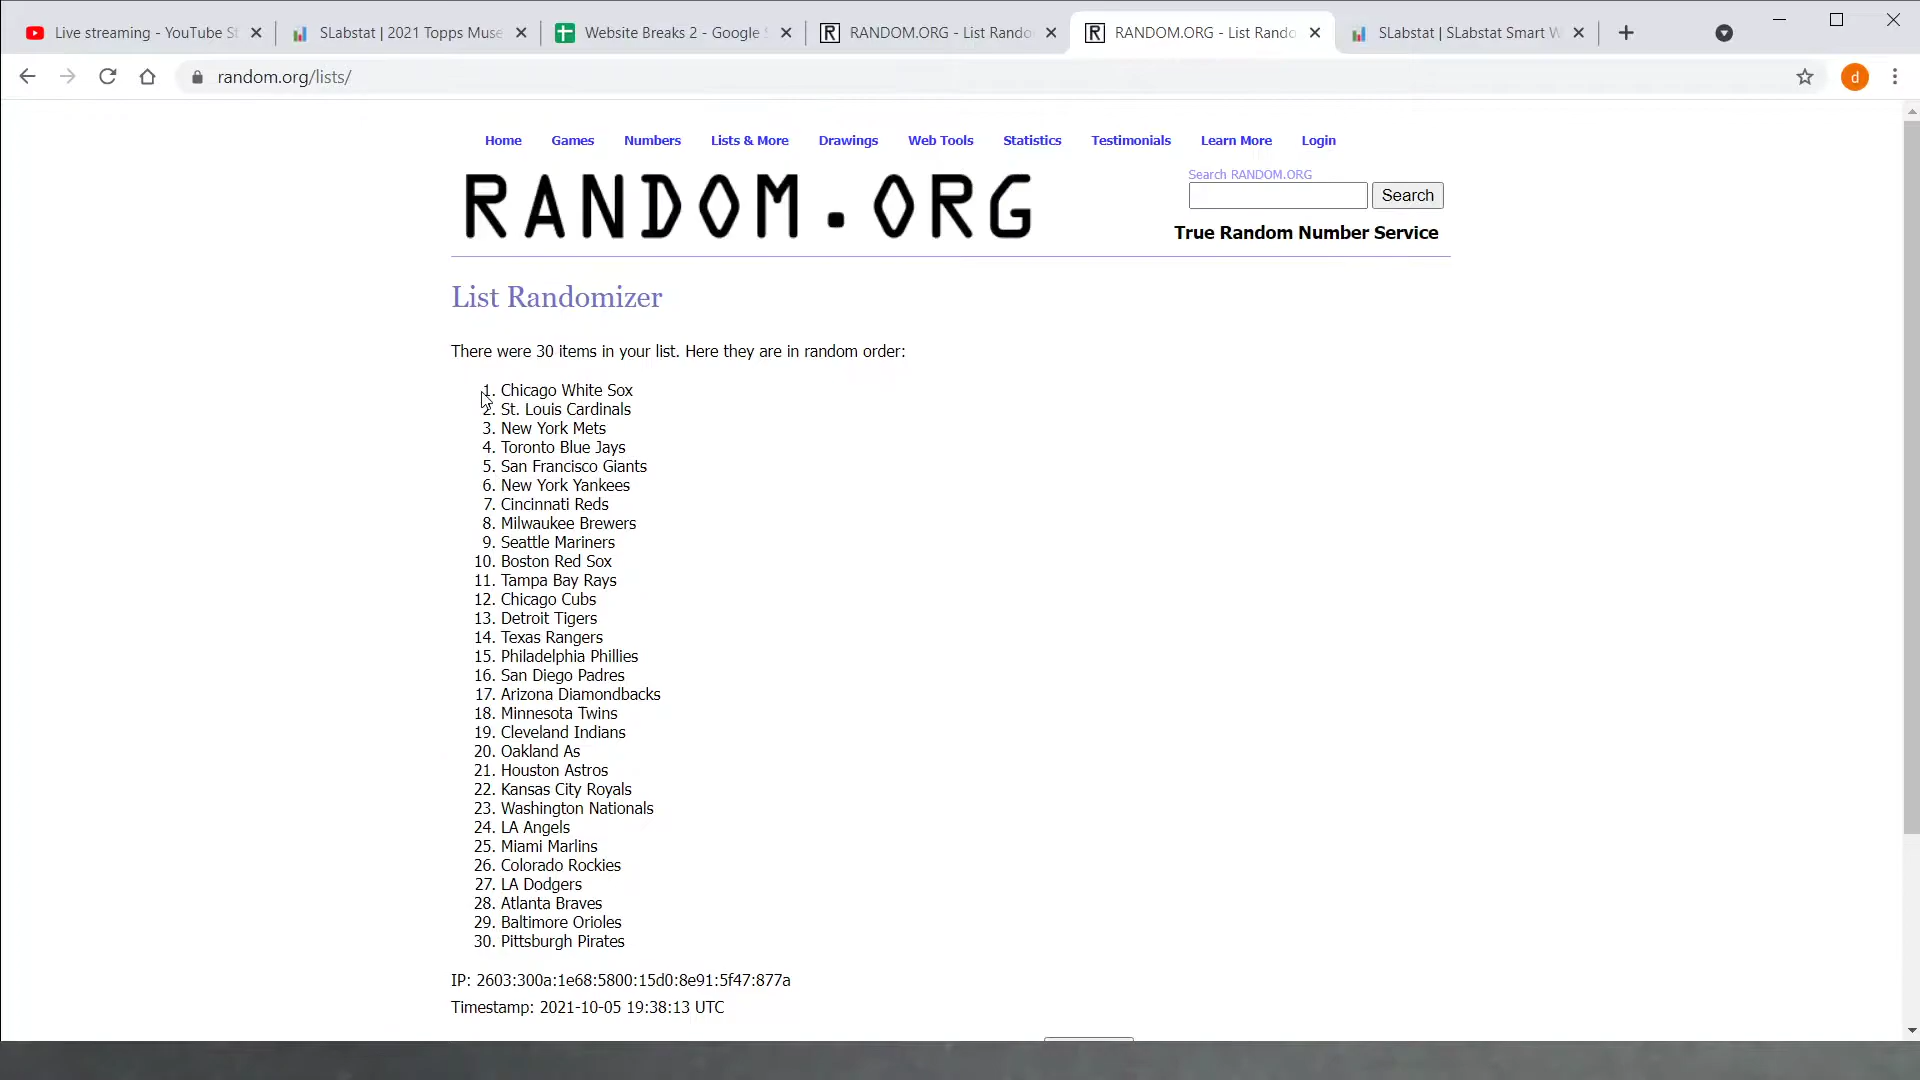 Live streaming - YouTube S
SLabstat | 2021 Topps Muse
Website Breaks 2 - Google S
RANDOM.ORG - List Rando
RANDOM.ORG - List Rando
SLabstat | SLabstat Smart W
random.org/lists/
d
Home Games Numbers Lists & More Drawings Web Tools Statistics Testimonials Learn More Login
RANDOM.ORG
Search RANDOM.ORG
Search
True Random Number Service
List Randomizer
There were 30 items in your list. Here they are in random order:
1. Chicago White Sox
2. St. Louis Cardinals
3. New York Mets
4. Toronto Blue Jays
5. San Francisco Giants
6. New York Yankees
7. Cincinnati Reds
8. Milwaukee Brewers
9. Seattle Mariners
10. Boston Red Sox
11. Tampa Bay Rays
12. Chicago Cubs
13. Detroit Tigers
14. Texas Rangers
15. Philadelphia Phillies
16. San Diego Padres
17. Arizona Diamondbacks
18. Minnesota Twins
19. Cleveland Indians
20. Oakland As
21. Houston Astros
22. Kansas City Royals
23. Washington Nationals
24. LA Angels
25. Miami Marlins
26. Colorado Rockies
27. LA Dodgers
28. Atlanta Braves
29. Baltimore Orioles
30. Pittsburgh Pirates
IP: 2603:300a:1e68:5800:15d0:8e91:5f47:877a
Timestamp: 2021-10-05 19:38:13 UTC